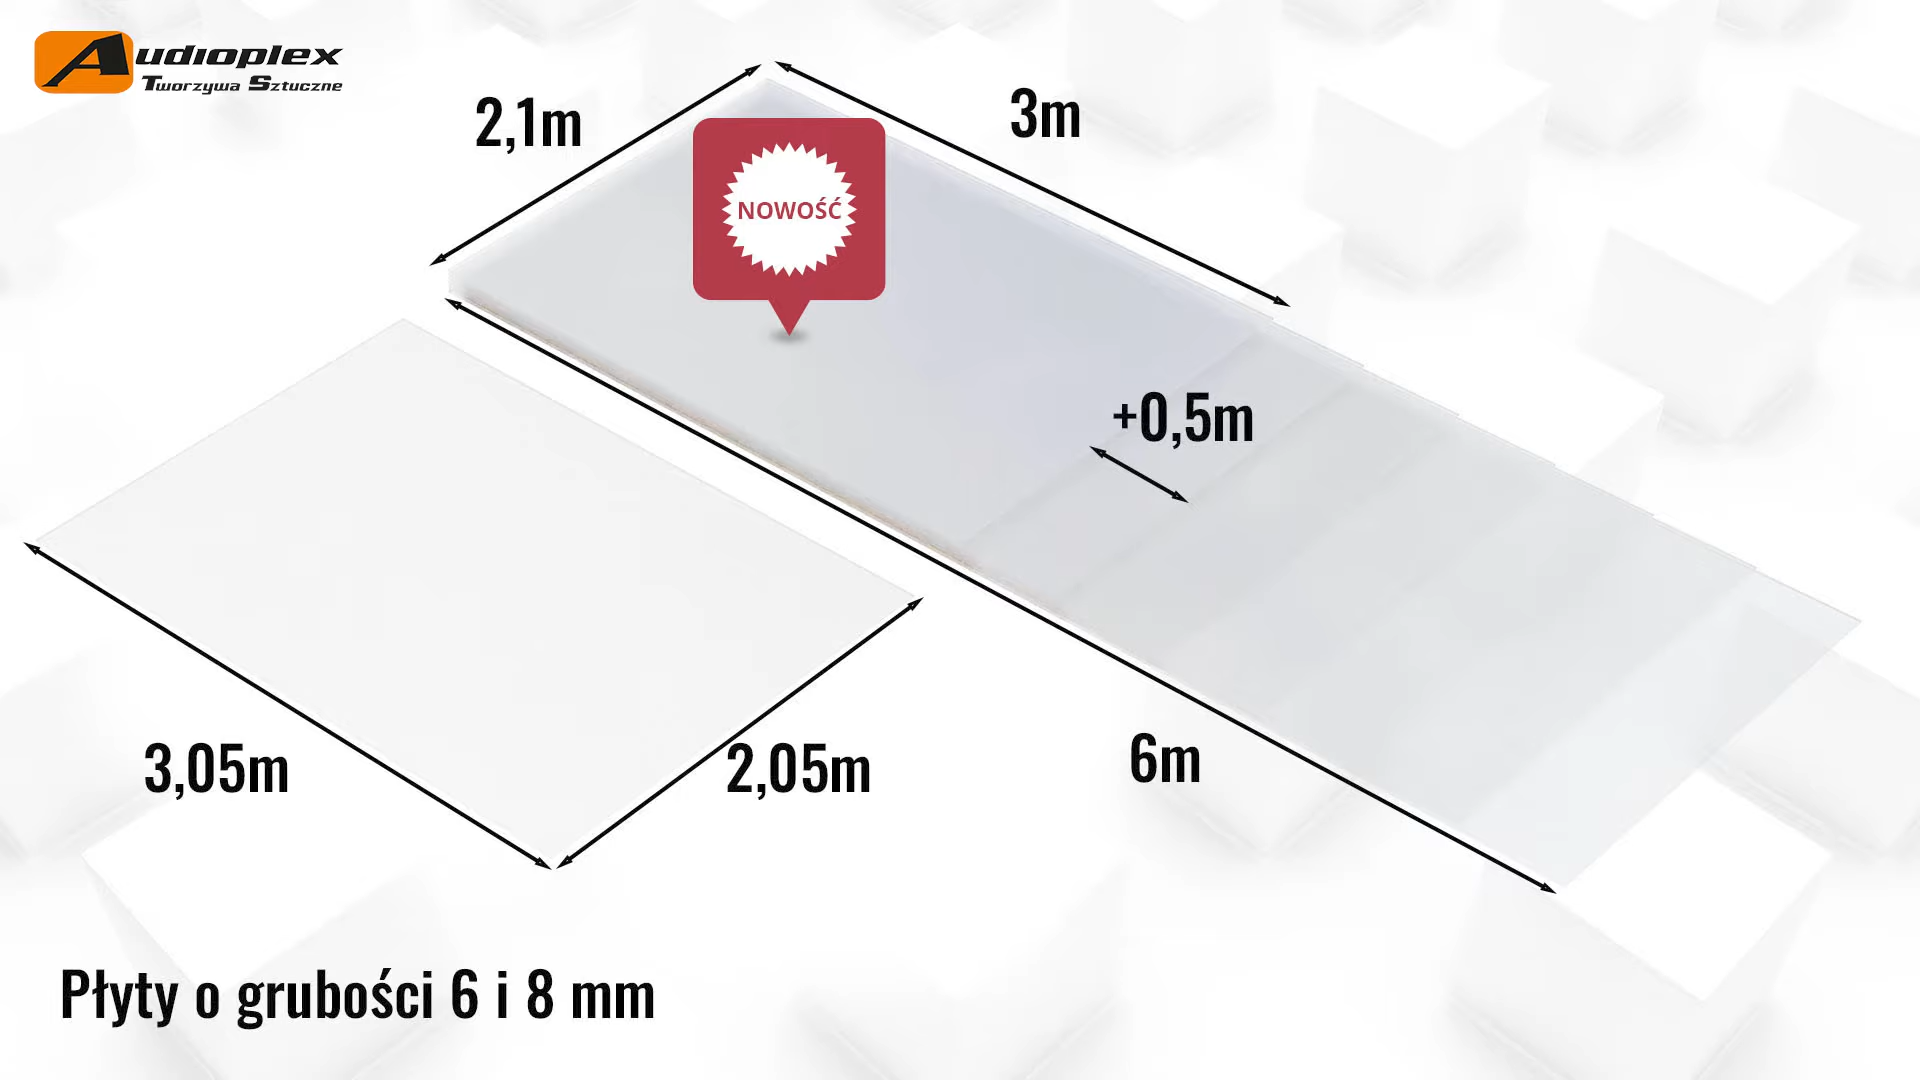 Audioplex
Tworzywa Sztuczne
2,1m
3m
NOWOŚĆ
+0,5m
3,05m
2,05m
6m
Płyty o grubości 6 i 8 mm